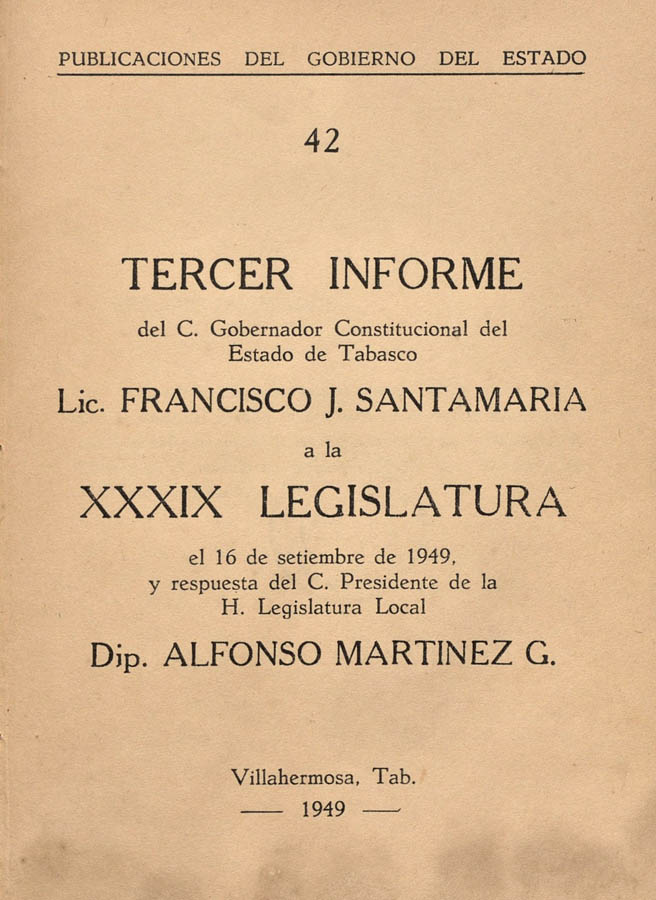 PUBLICACIONES DEL GOBIERNO DEL ESTADO
42
TERCER INFORME
del C. Gobernador Constitucional del
Estado de Tabasco
Lic. FRANCISCO J. SANTAMARIA
a la
XXXIX LEGISLATURA
el 16 de setiembre de 1949,
y respuesta del C. Presidente de la
H. Legislatura Local
Dip. ALFONSO MARTINEZ G.
Villahermosa, Tab.
— 1949 —